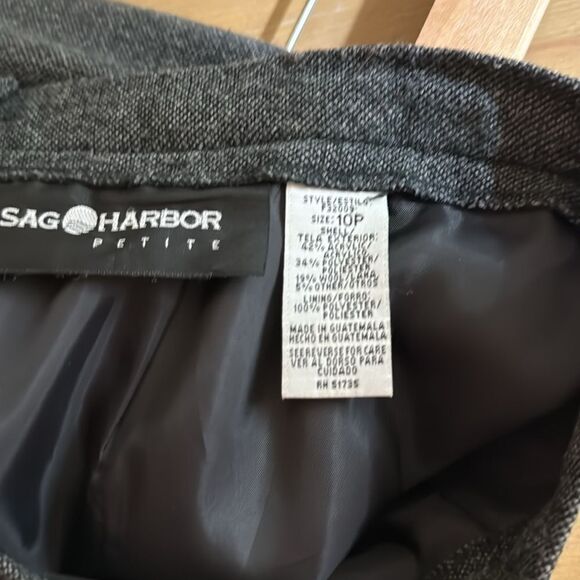 SAG HARBOR
PETITE
STYLE/ESTILO:
P32009
SIZE: 10P
SHELL/
TELA EXTERIOR:
42% ACRYLIC/
34% POLYESTER/
POLIESTER
19% WOOL/LANA
5% OTHER/OTROS
LINING/FORRO:
100% POLYESTER/
POLIESTER
MADE IN GUATEMALA
HECHO EN GUATEMALA
SEE REVERSE FOR CARE
VER AL DORSO PARA
CUIDADO
RN 51735